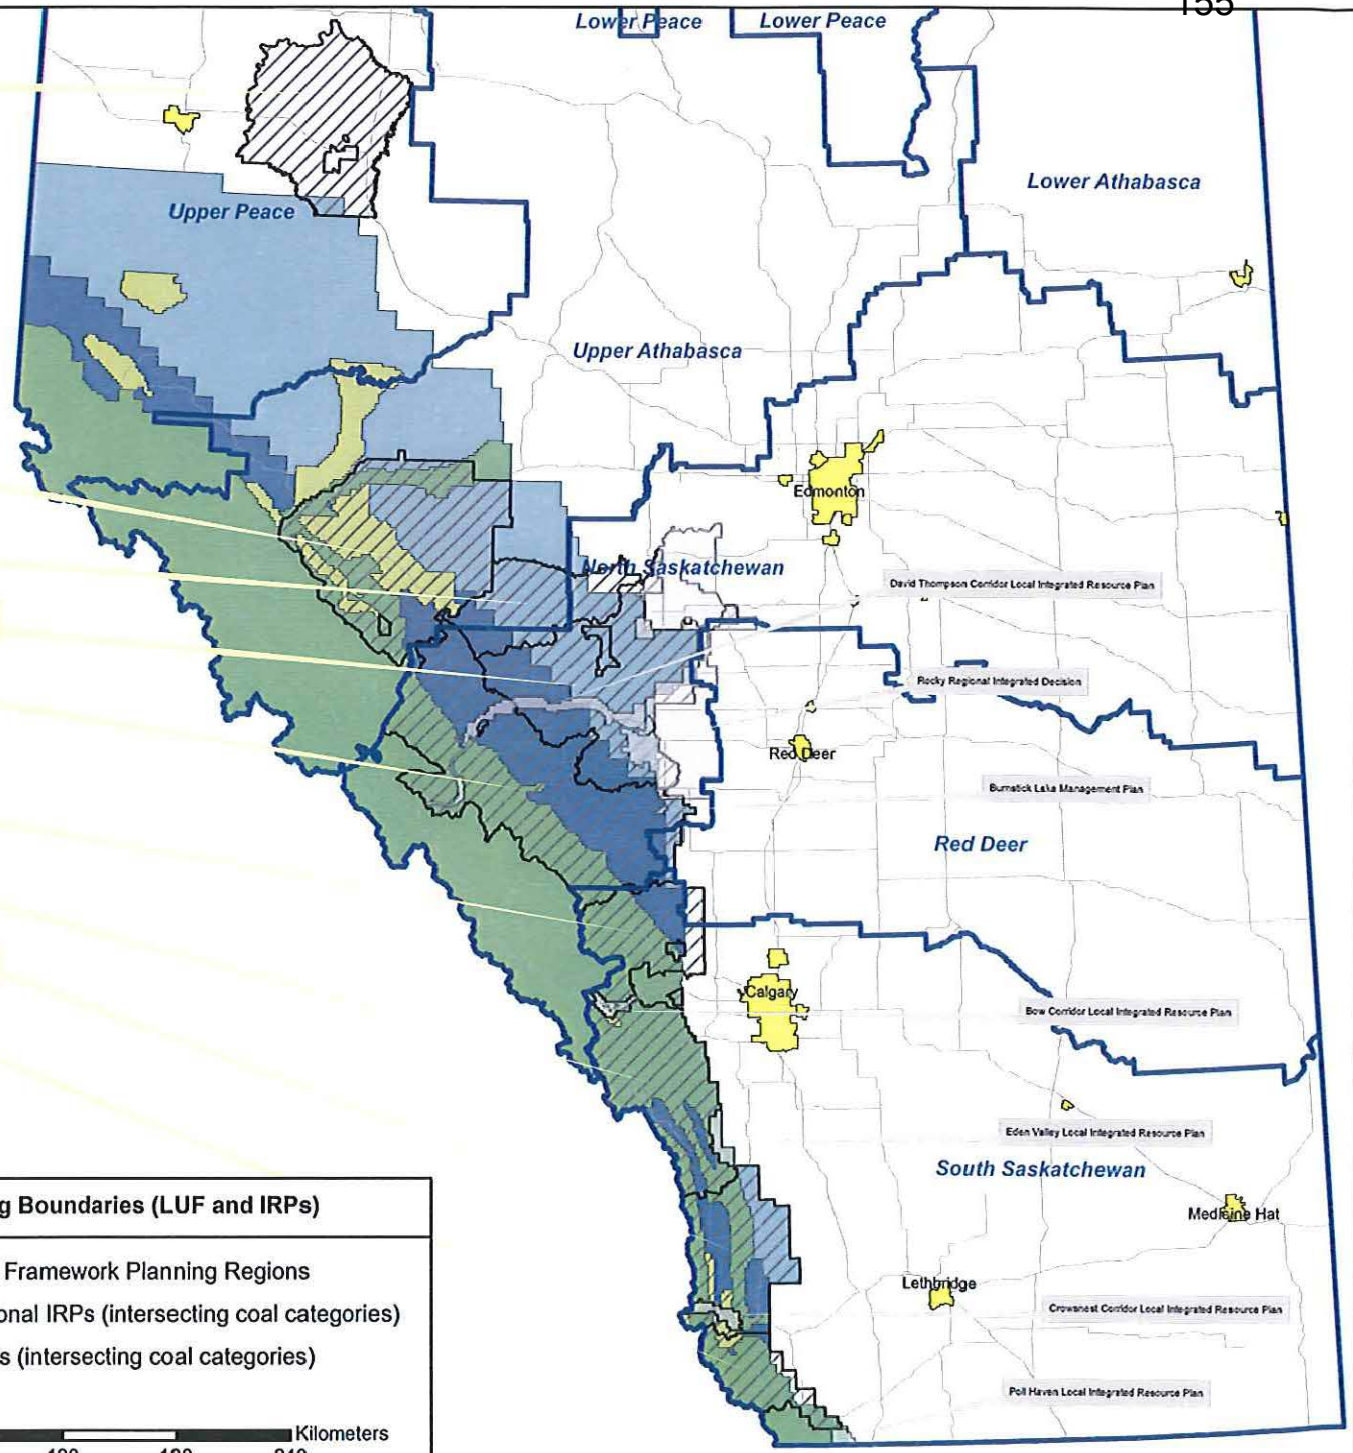 155
Lower Peace
Lower Peace
Lower Athabasca
Upper Peace
Upper Athabasca
Edmonton
North Saskatchewan
David Thompson Corridor Local Integrated Resource Plan
Rocky Regional Integrated Decision
Red Deer
Burnstick Lake Management Plan
Red Deer
Calgary
Bow Corridor Local Integrated Resource Plan
Eden Valley Local Integrated Resource Plan
South Saskatchewan
Medicine Hat
Lethbridge
Crowsnest Corridor Local Integrated Resource Plan
Poll Haven Local Integrated Resource Plan
g Boundaries (LUF and IRPs)
Framework Planning Regions
onal IRPs (intersecting coal categories)
s (intersecting coal categories)
Kilometers